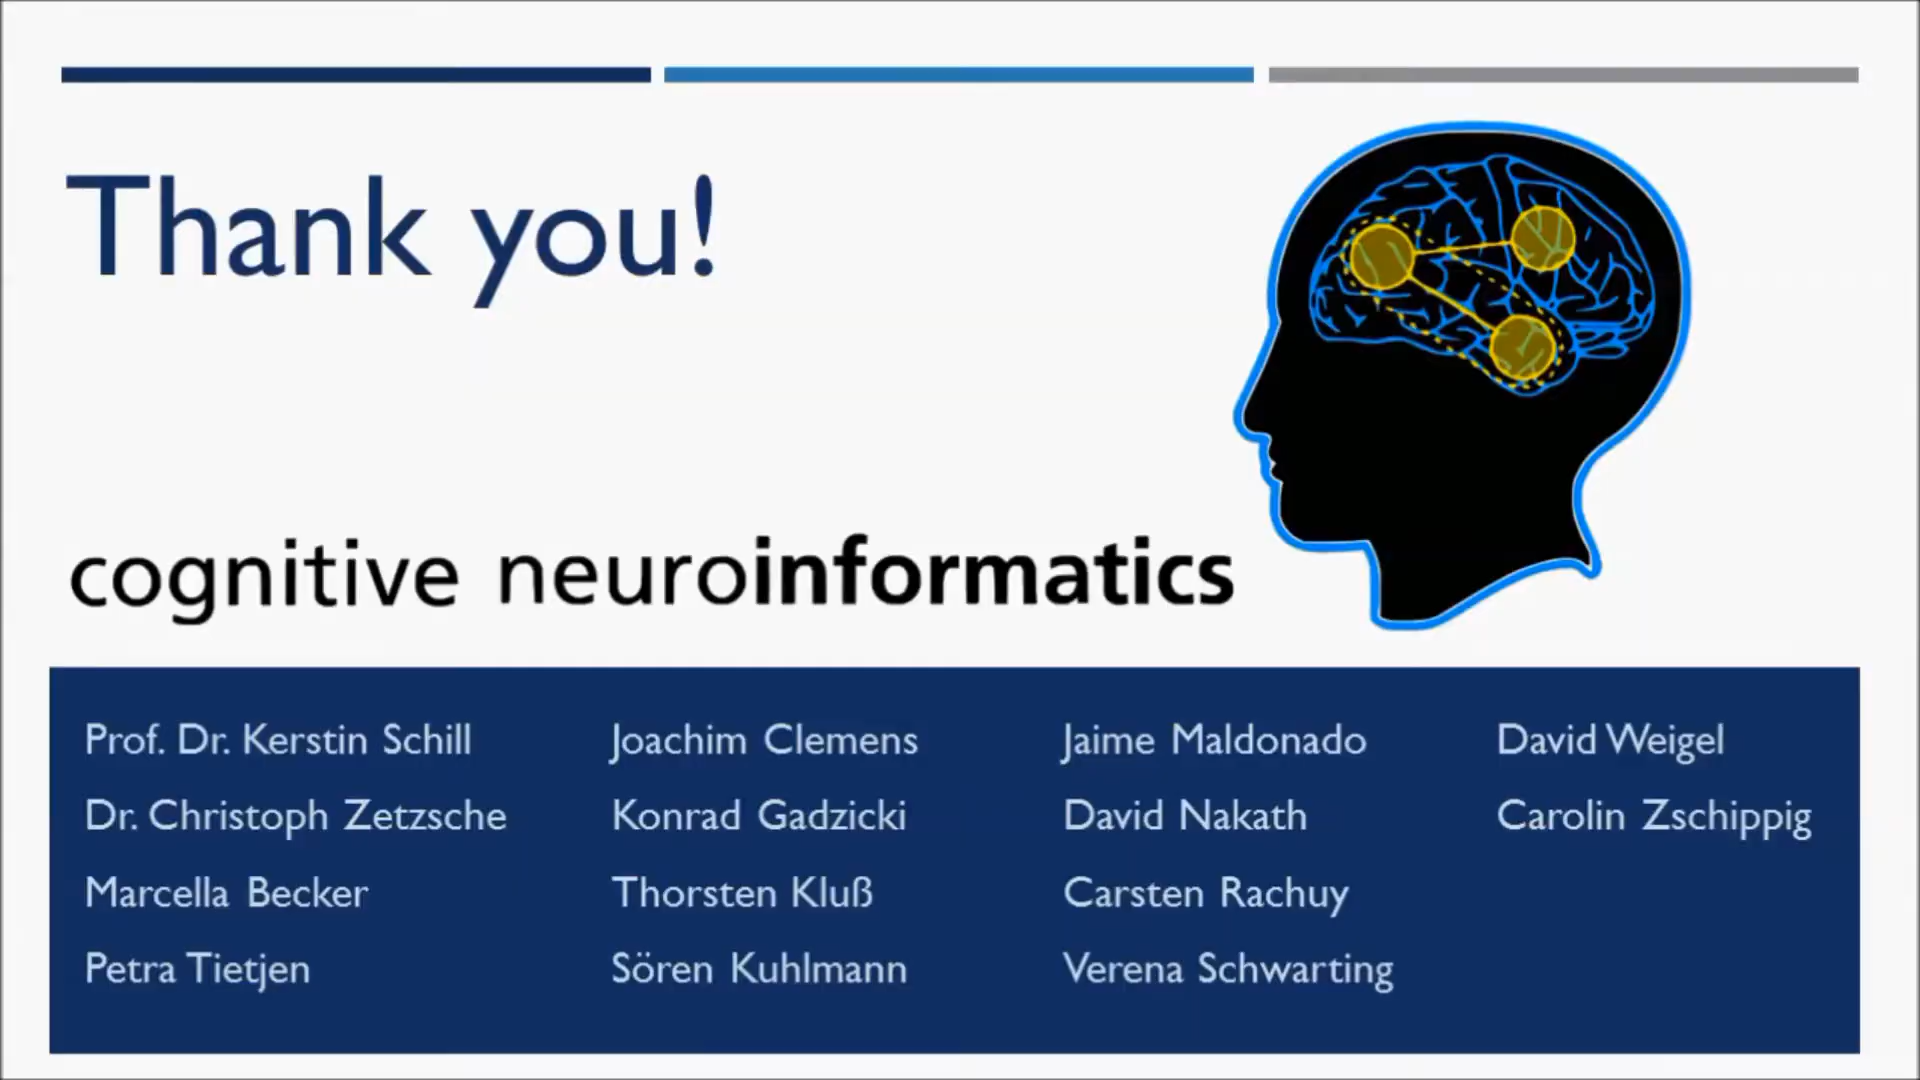 Thank you!
cognitive neuroinformatics
Prof. Dr. Kerstin Schill
Dr. Christoph Zetzsche
Marcella Becker
Petra Tietjen
Joachim Clemens
Konrad Gadzicki
Thorsten Kluß
Sören Kuhlmann
Jaime Maldonado
David Nakath
Carsten Rachuy
Verena Schwarting
David Weigel
Carolin Zschippig